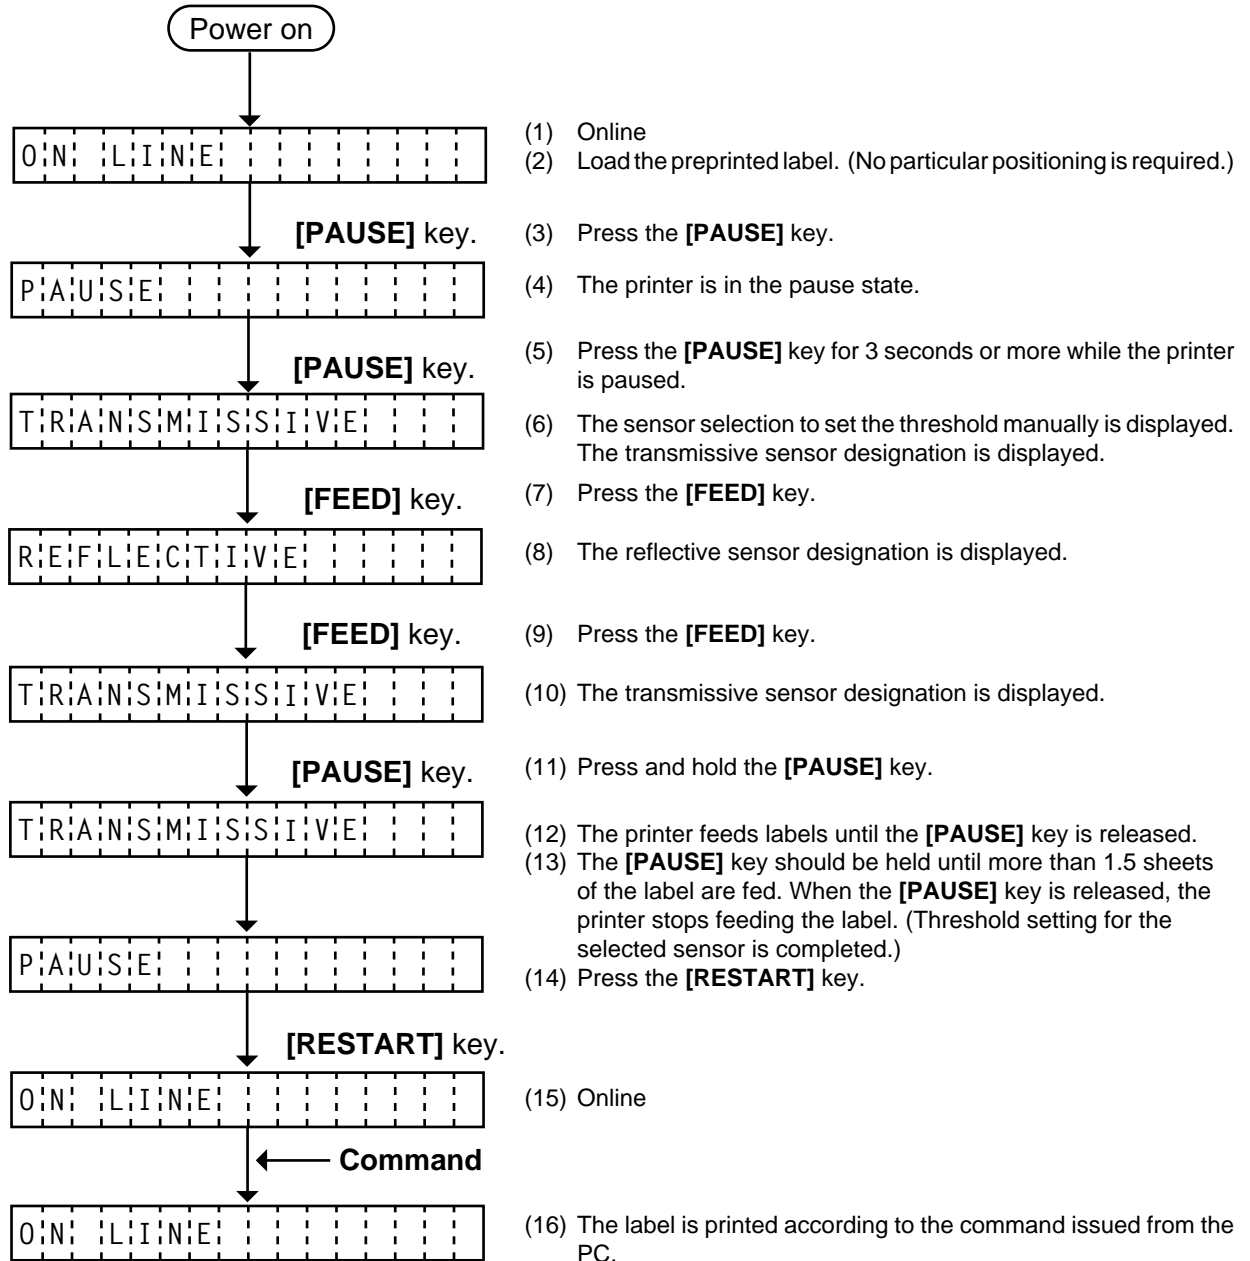 Power on
ON LINE
(1) Online
(2) Load the preprinted label. (No particular positioning is required.)
[PAUSE] key.
(3) Press the [PAUSE] key.
PAUSE
(4) The printer is in the pause state.
[PAUSE] key.
(5) Press the [PAUSE] key for 3 seconds or more while the printer
is paused.
TRANSMISSIVE
(6) The sensor selection to set the threshold manually is displayed.
The transmissive sensor designation is displayed.
[FEED] key.
(7) Press the [FEED] key.
REFLECTIVE
(8) The reflective sensor designation is displayed.
[FEED] key.
(9) Press the [FEED] key.
TRANSMISSIVE
(10) The transmissive sensor designation is displayed.
[PAUSE] key.
(11) Press and hold the [PAUSE] key.
TRANSMISSIVE
(12) The printer feeds labels until the [PAUSE] key is released.
(13) The [PAUSE] key should be held until more than 1.5 sheets
of the label are fed. When the [PAUSE] key is released, the
printer stops feeding the label. (Threshold setting for the
selected sensor is completed.)
PAUSE
(14) Press the [RESTART] key.
[RESTART] key.
ON LINE
(15) Online
Command
ON LINE
(16) The label is printed according to the command issued from the
PC.